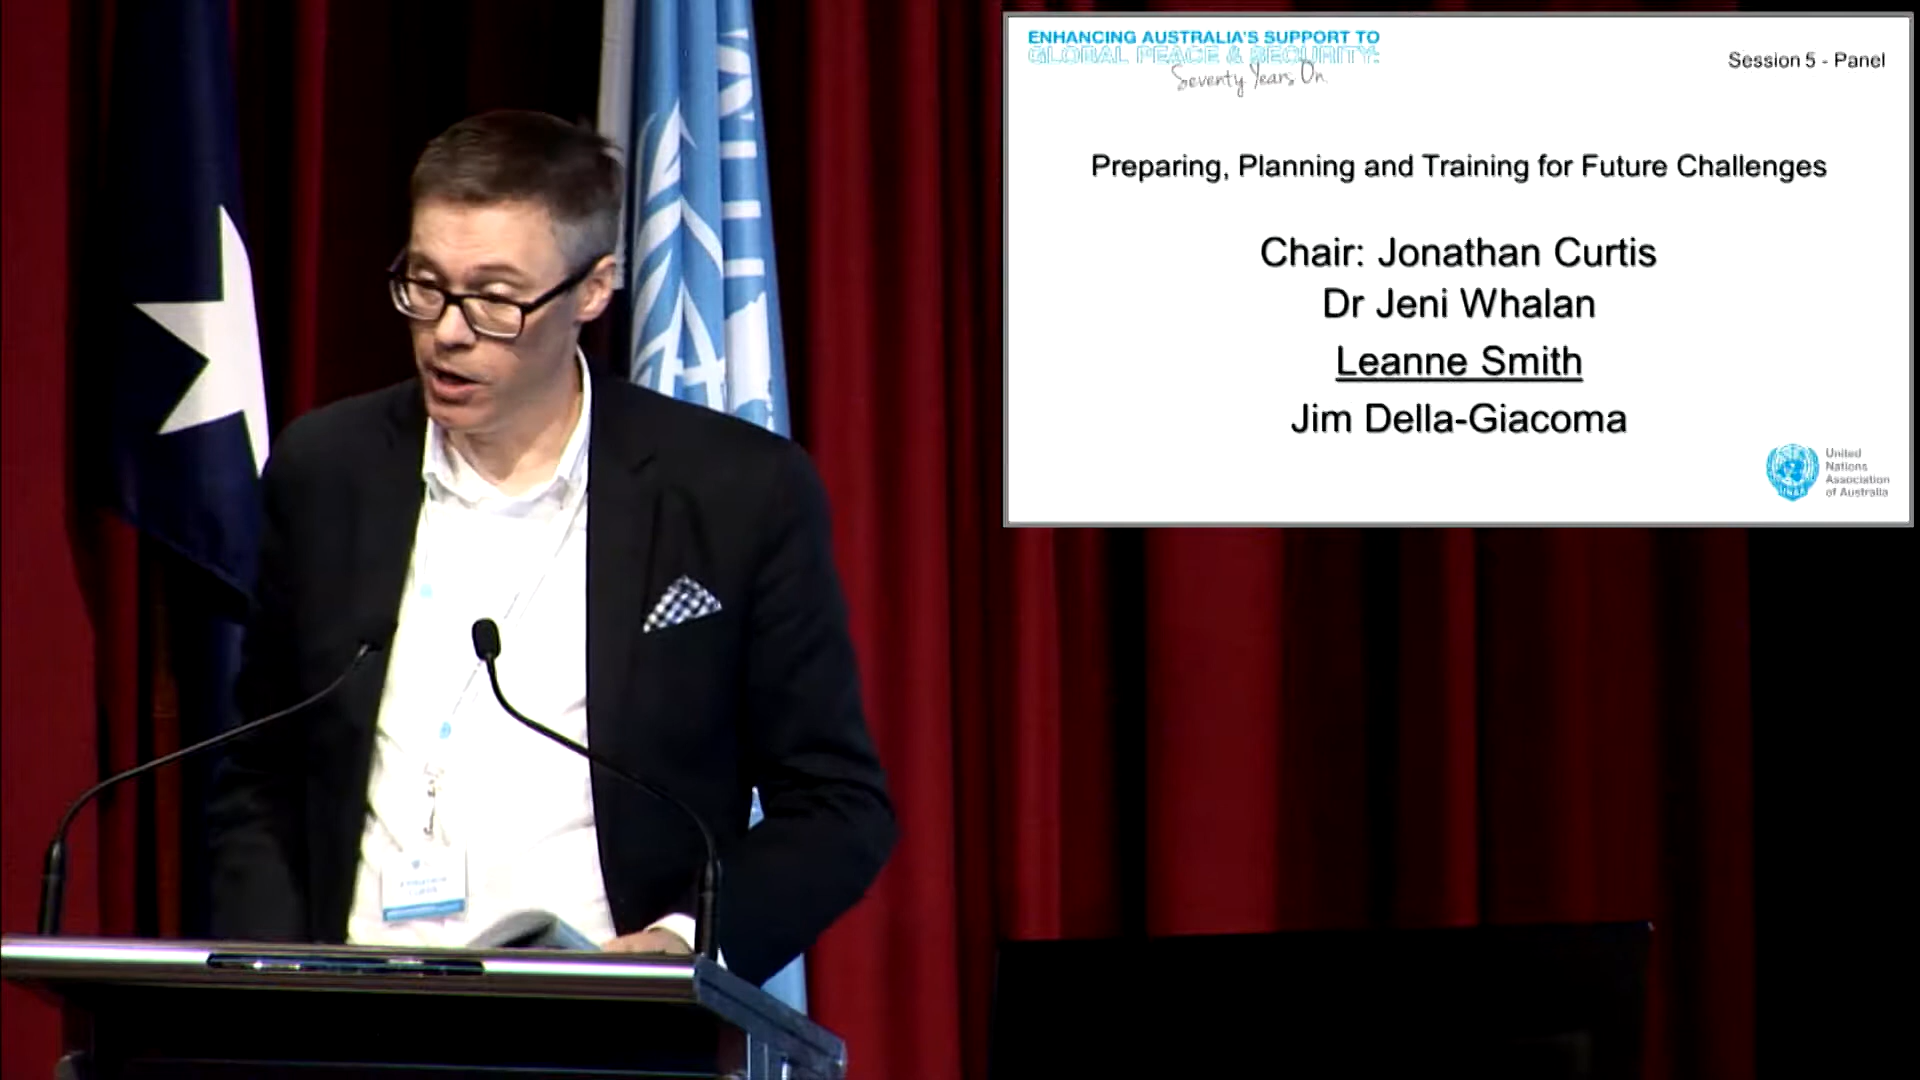 ENHANCING AUSTRALIA'S SUPPORT TO
GLOBAL PEACE & SECURITY:
Seventy Years On
Session 5 - Panel
Preparing, Planning and Training for Future Challenges
Chair: Jonathan Curtis
Dr Jeni Whalan
Leanne Smith
Jim Della-Giacoma
United
Nations
Association
of Australia
UNAA